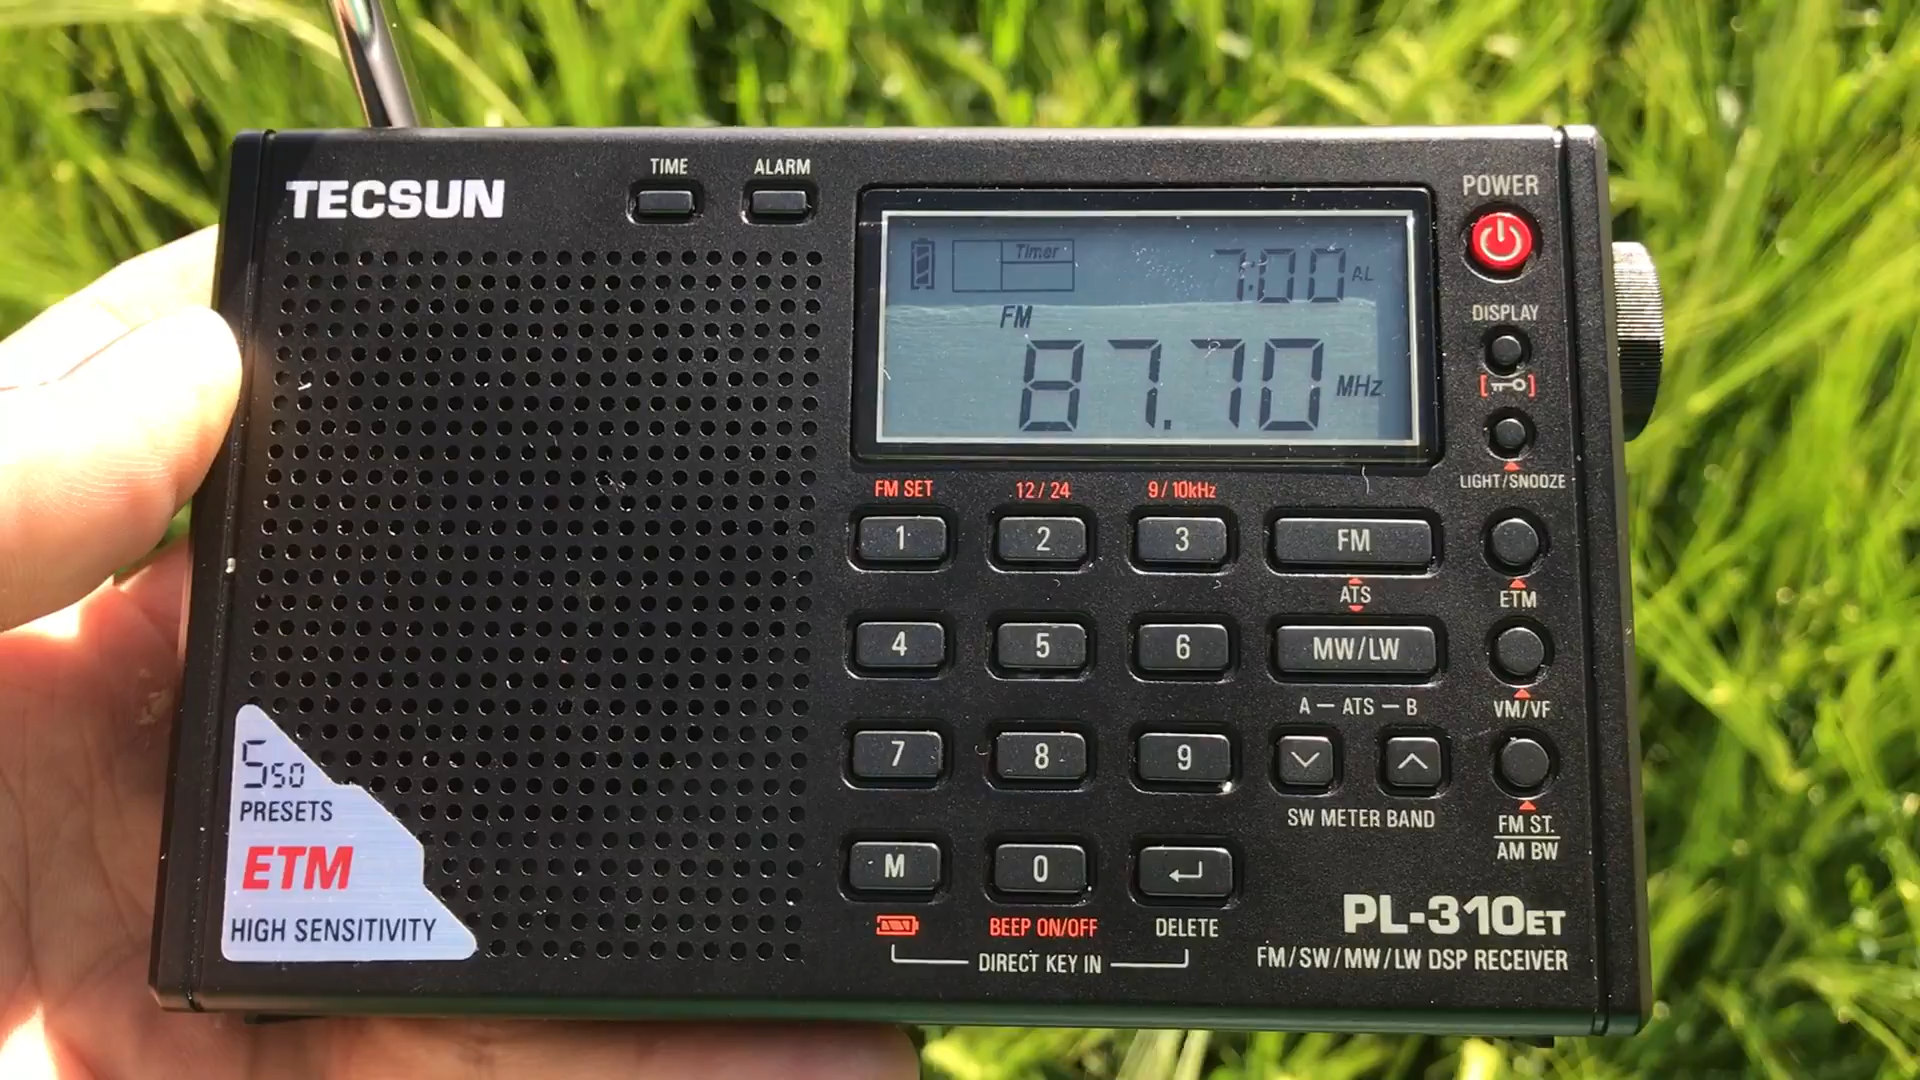 TIME ALARM
TECSUN
POWER
Timer 7:00 AL
FM
87.70 MHz
DISPLAY
LIGHT/SNOOZE
FM SET 12/24 9/10kHz
1 2 3 FM
ATS ETM
4 5 6 MW/LW
A — ATS — B VM/VF
7 8 9
SW METER BAND FM ST.
AM BW
M 0
BEEP ON/OFF DELETE
DIRECT KEY IN
550
PRESETS
ETM
HIGH SENSITIVITY
PL-310ET
FM/SW/MW/LW DSP RECEIVER